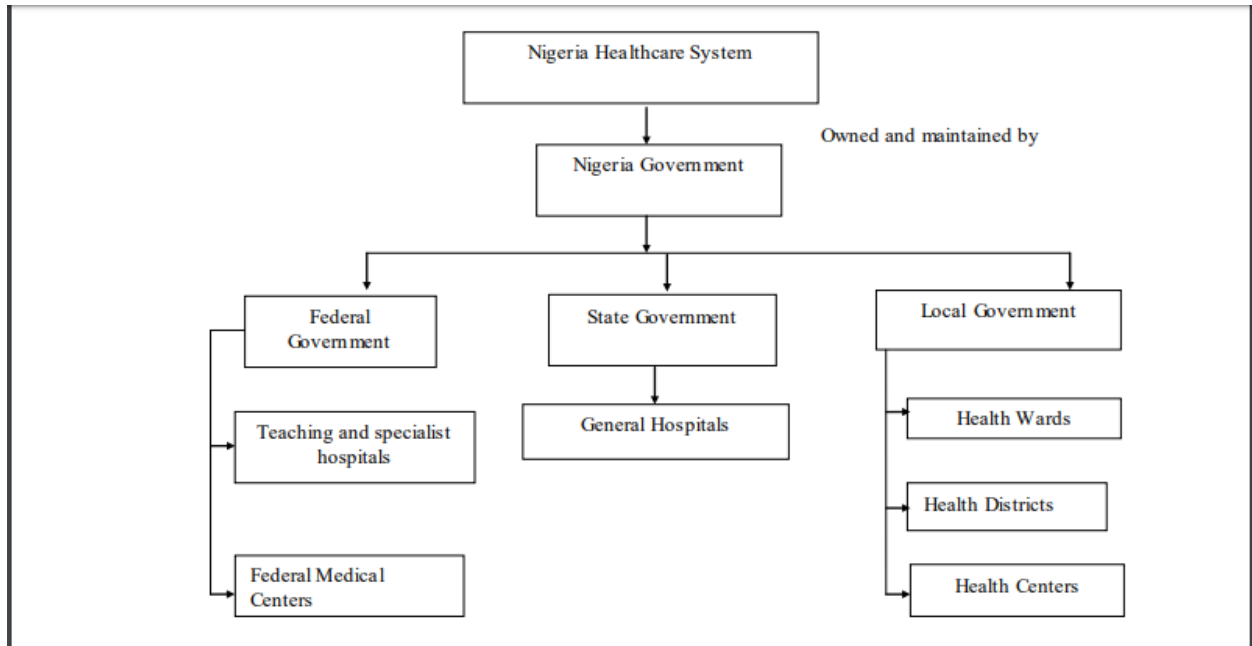 Nigeria Healthcare System
Owned and maintained by
Nigeria Government
Federal
Government
State Government
Local Government
Teaching and specialist
hospitals
General Hospitals
Health Wards
Health Districts
Federal Medical
Centers
Health Centers